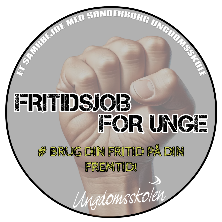 ET SAMARBEJDE MED SØNDERBORG UNGDOMSSKOLE
FRITIDSJOB
FOR UNGE
# BRUG DIN FRITID PÅ DIN
FREMTID!
Ungdomsskolen